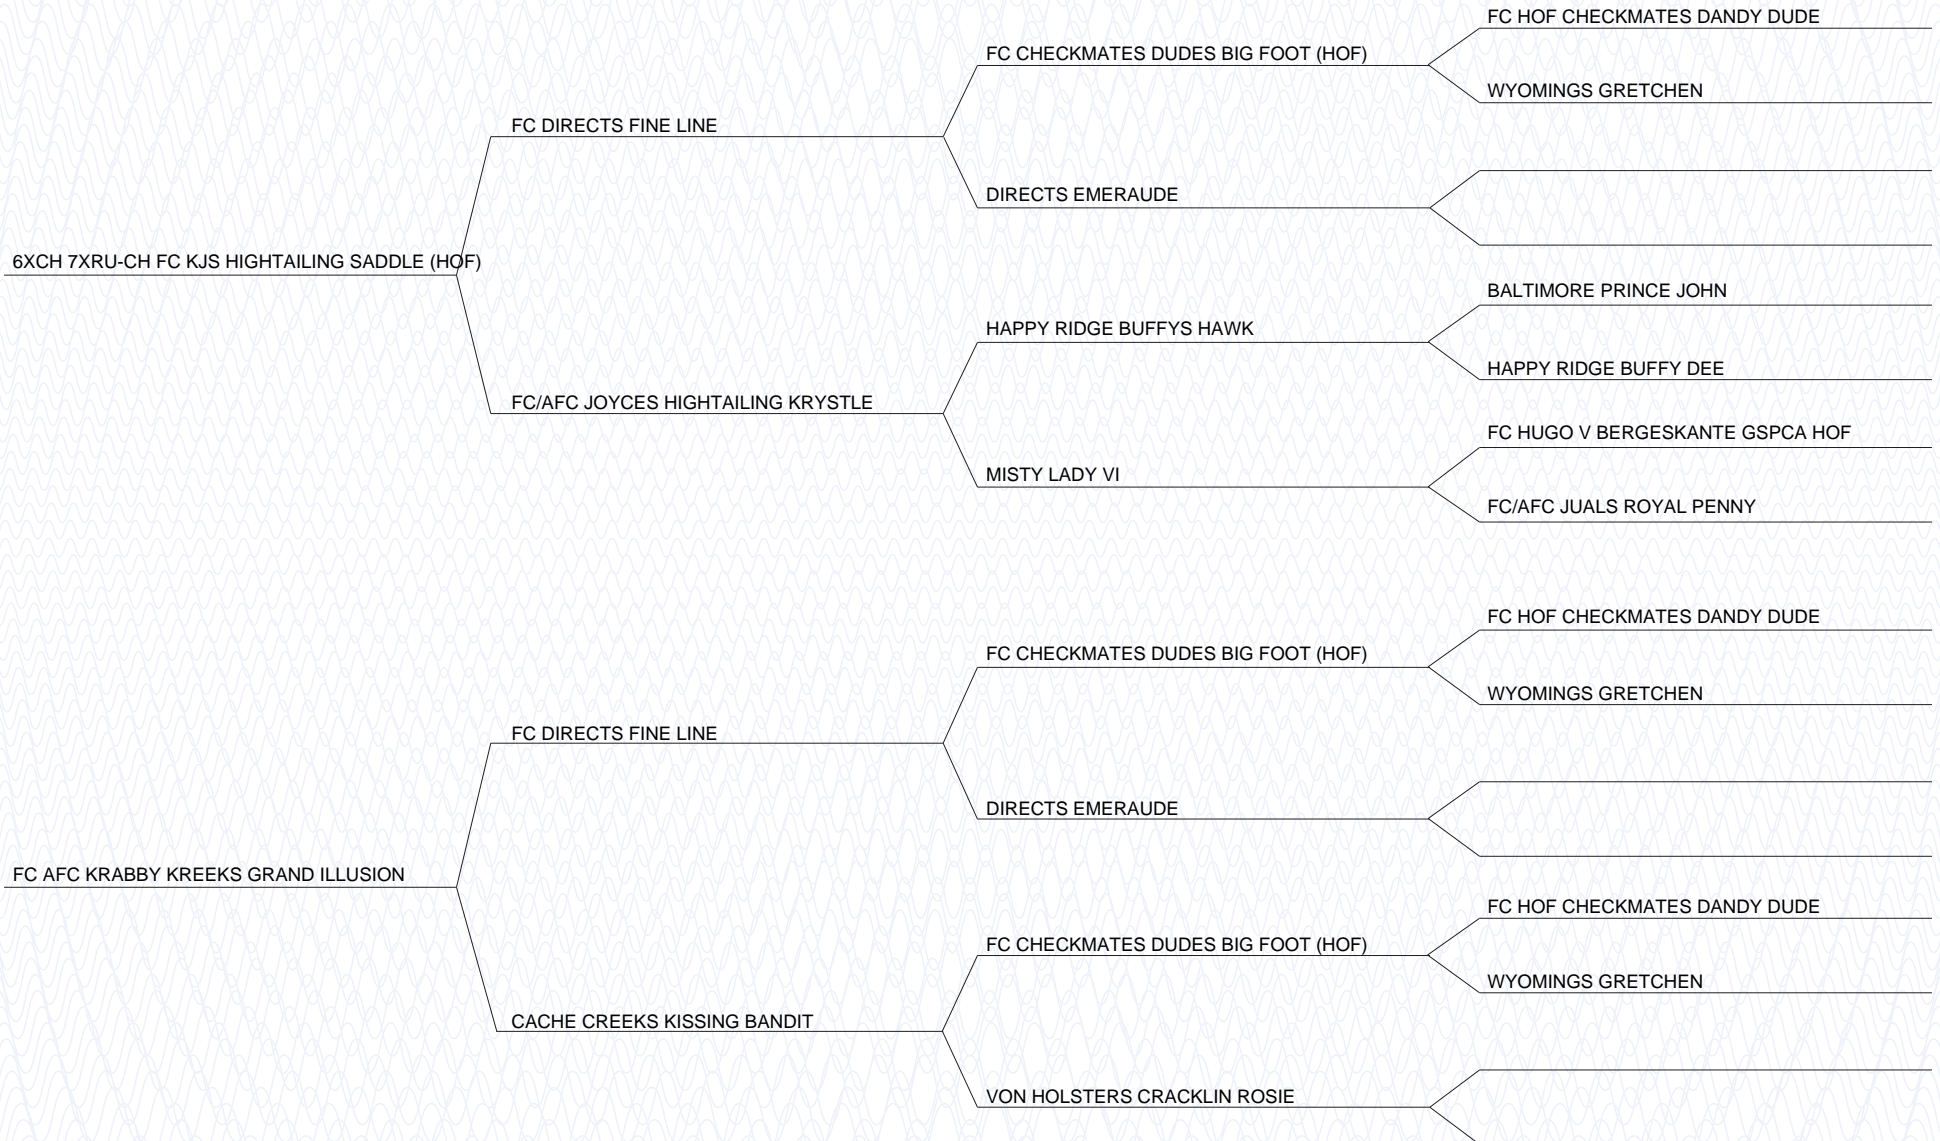 FC HOF CHECKMATES DANDY DUDE
FC CHECKMATES DUDES BIG FOOT (HOF)
WYOMINGS GRETCHEN
FC DIRECTS FINE LINE
DIRECTS EMERAUDE
6XCH 7XRU-CH FC KJS HIGHTAILING SADDLE (HOF)
BALTIMORE PRINCE JOHN
HAPPY RIDGE BUFFYS HAWK
HAPPY RIDGE BUFFY DEE
FC/AFC JOYCES HIGHTAILING KRYSTLE
FC HUGO V BERGESKANTE GSPCA HOF
MISTY LADY VI
FC/AFC JUALS ROYAL PENNY
FC HOF CHECKMATES DANDY DUDE
FC CHECKMATES DUDES BIG FOOT (HOF)
WYOMINGS GRETCHEN
FC DIRECTS FINE LINE
DIRECTS EMERAUDE
FC AFC KRABBY KREEKS GRAND ILLUSION
FC HOF CHECKMATES DANDY DUDE
FC CHECKMATES DUDES BIG FOOT (HOF)
WYOMINGS GRETCHEN
CACHE CREEKS KISSING BANDIT
VON HOLSTERS CRACKLIN ROSIE